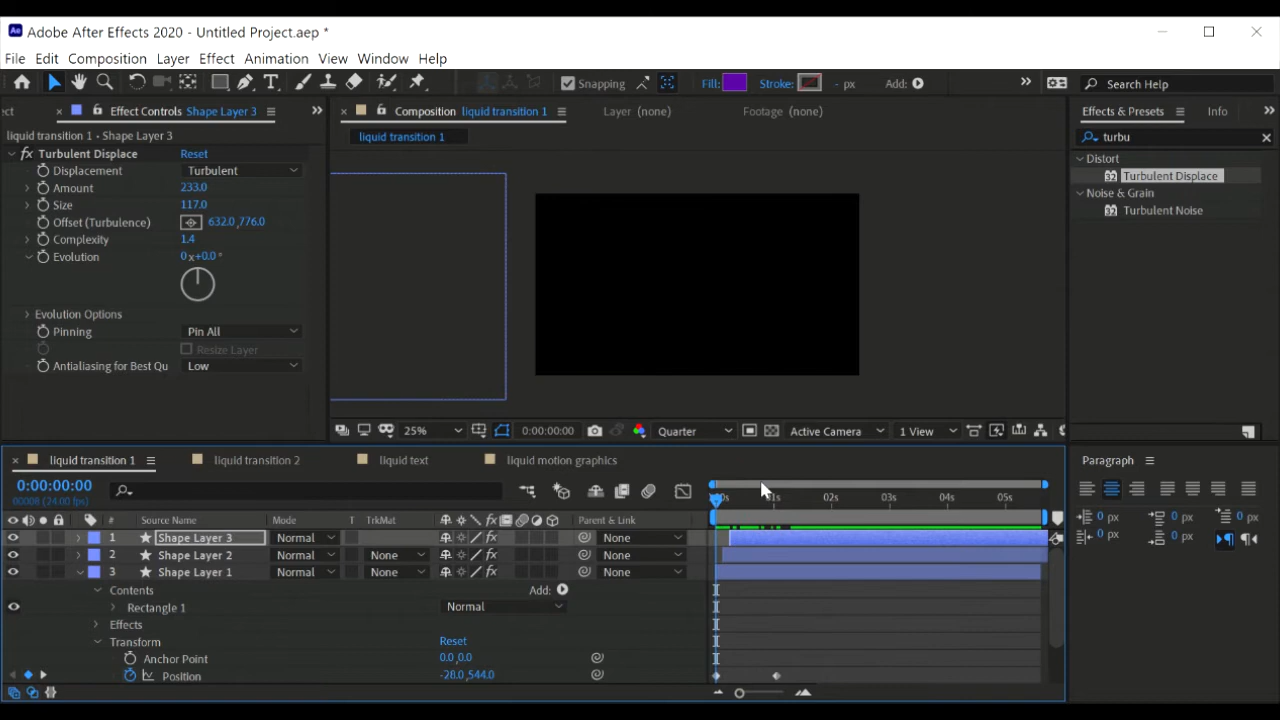 Adobe After Effects 2020 - Untitled Project.aep *
File Edit Composition Layer Effect Animation View Window Help
Snapping Fill: Stroke: - px Add: Search Help
ect Effect Controls Shape Layer 3 Composition liquid transition 1 Layer (none) Footage (none) Effects & Presets Info
liquid transition 1 • Shape Layer 3 liquid transition 1 turbu
fx Turbulent Displace Reset
Displacement Turbulent
Amount 233.0
Size 117.0
Offset (Turbulence) 632.0 ,776.0
Complexity 1.4
Evolution 0 x+0.0 °
Evolution Options
Pinning Pin All
Resize Layer
Antialiasing for Best Qu Low
Distort
32 Turbulent Displace
Noise & Grain
32 Turbulent Noise
25% 0:00:00:00 Quarter Active Camera 1 View
liquid transition 1 liquid transition 2 liquid text liquid motion graphics Paragraph
0:00:00:00
00008 (24.00 fps)
:00s 01s 02s 03s 04s 05s
# Source Name Mode T TrkMat Parent & Link
1 Shape Layer 3 Normal None
2 Shape Layer 2 Normal None None
3 Shape Layer 1 Normal None None
Contents Add:
Rectangle 1 Normal
Effects
Transform Reset
Anchor Point 0.0 ,0.0
Position -28.0 ,544.0
0 px 0 px 0 px
0 px 0 px